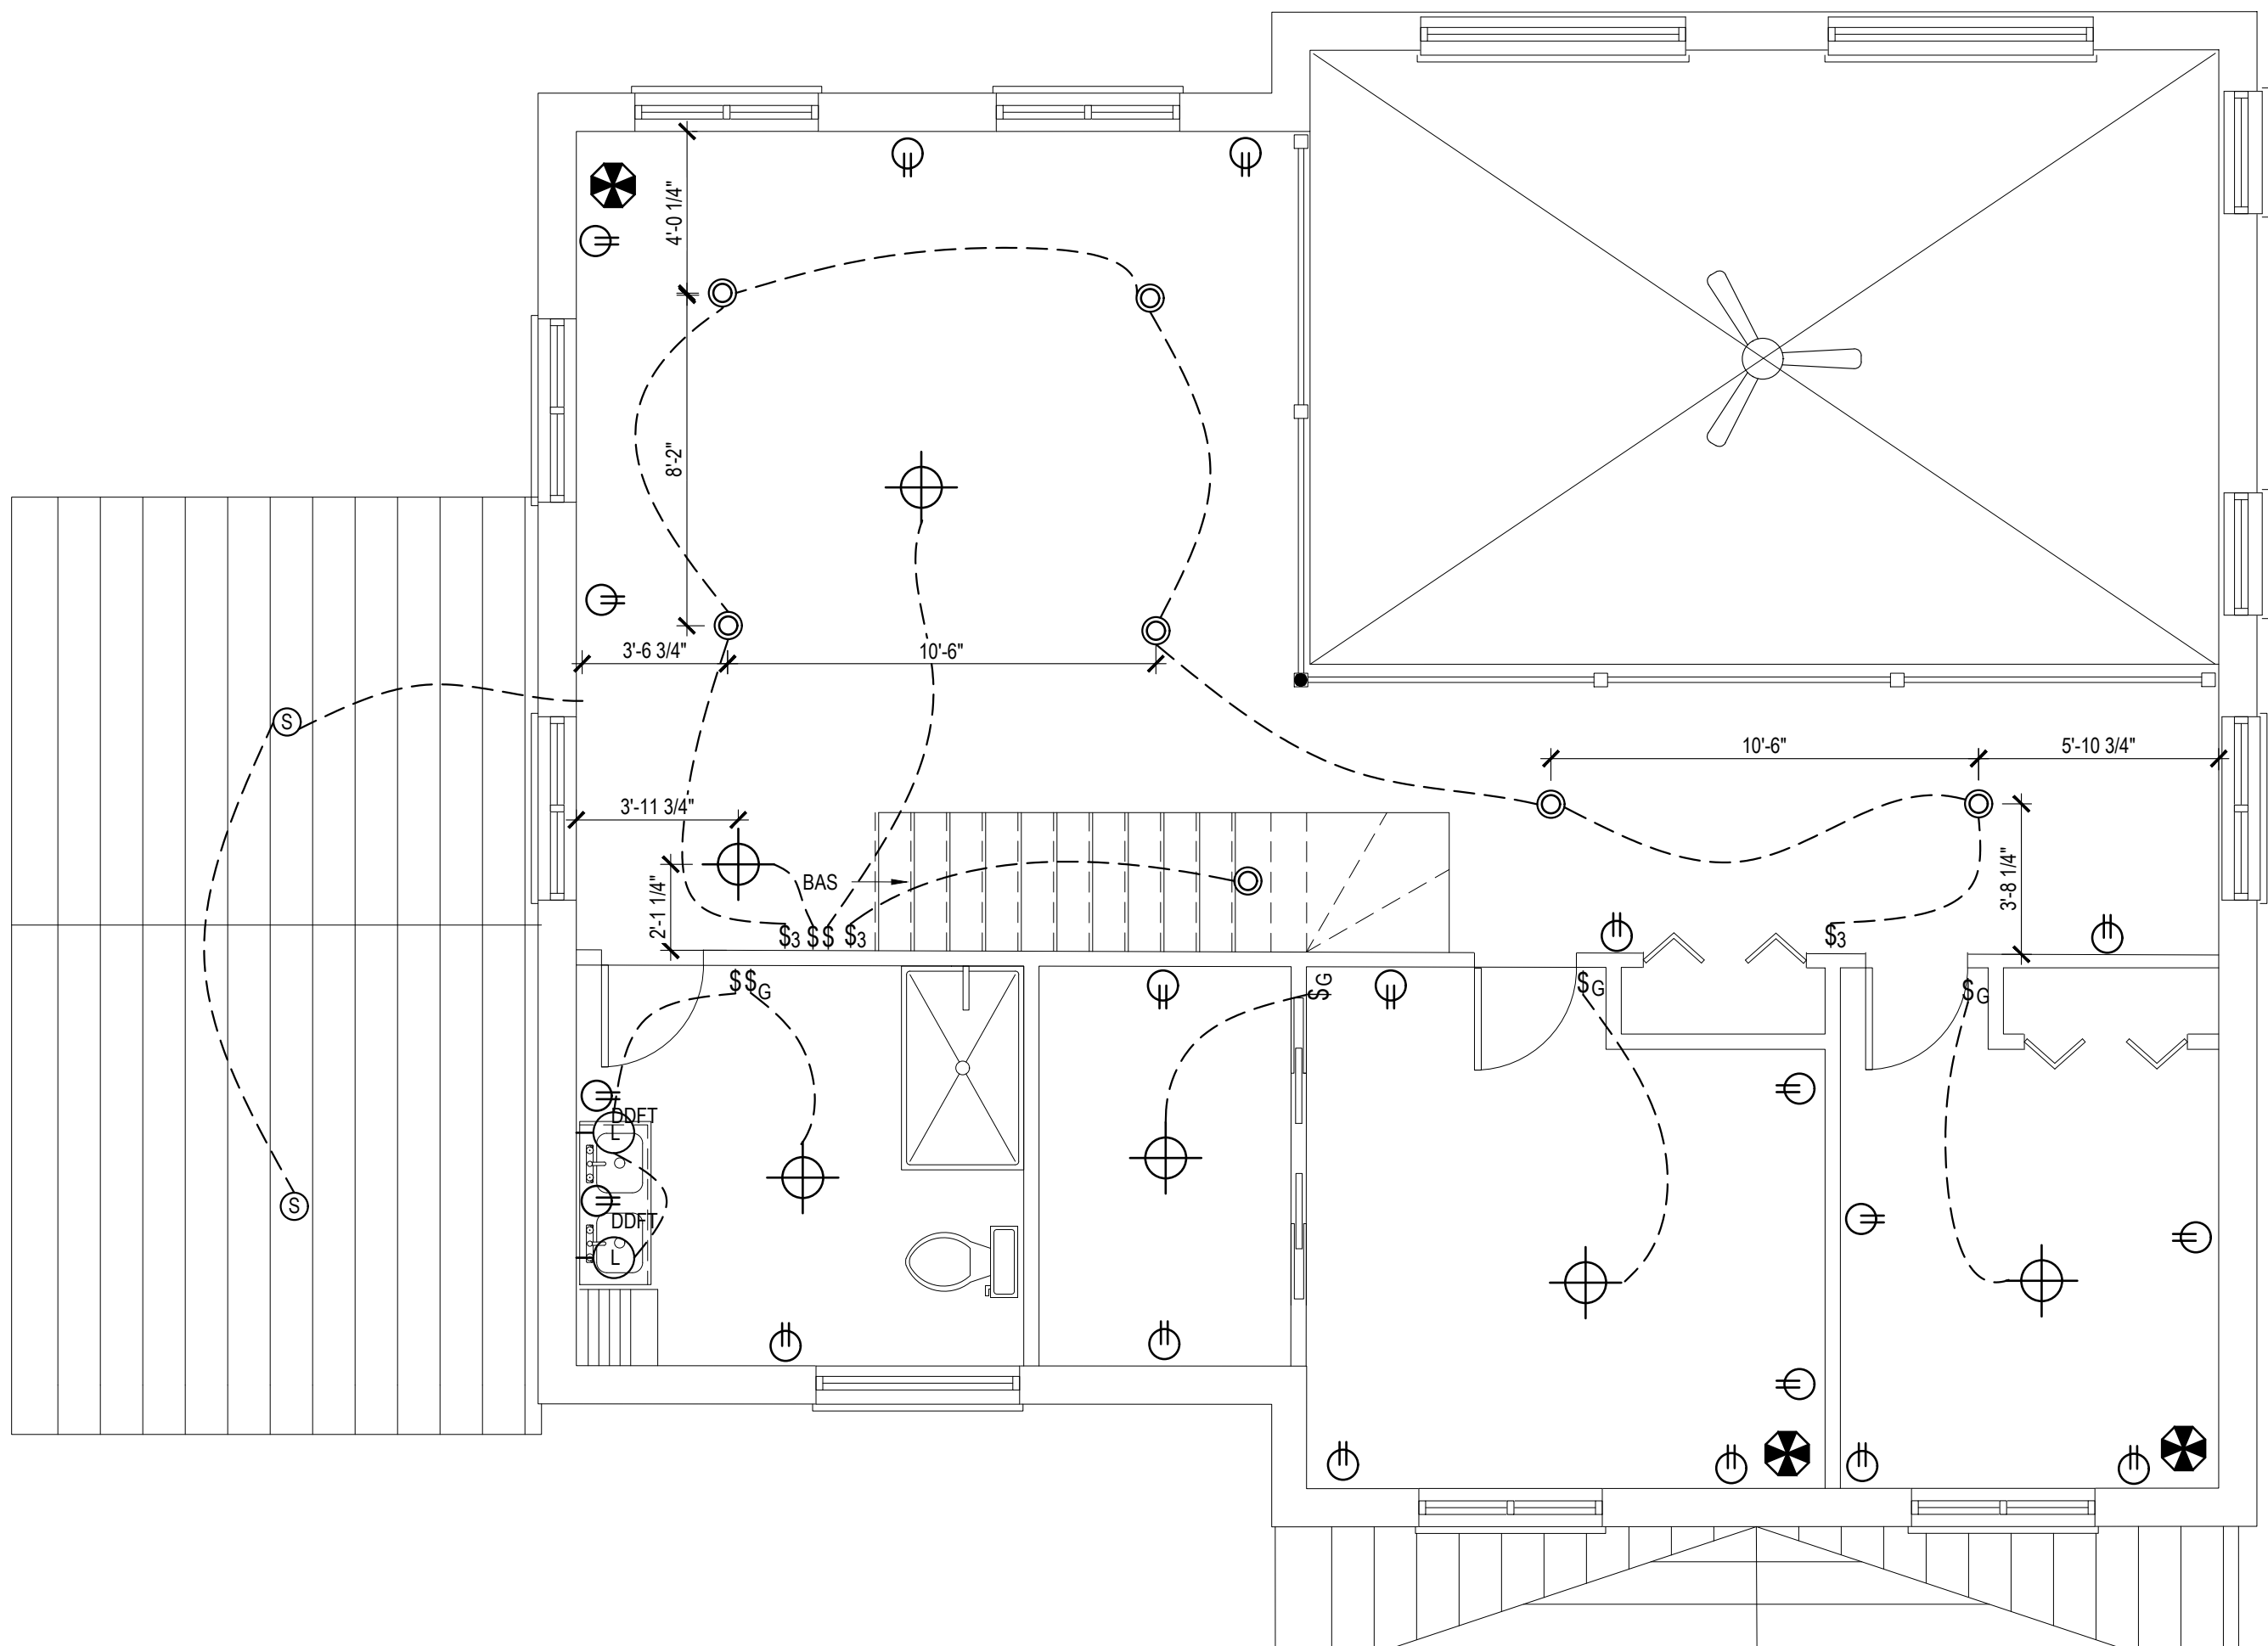 4'-0 1/4"
8'-2"
3'-6 3/4"
10'-6"
S
10'-6"
5'-10 3/4"
3'-11 3/4"
BAS
2'-1 1/4"
3'-8 1/4"
$3 $ $ $3
$3
$ $G
$G
$G
$G
DDFT
L
S
DDFT
L